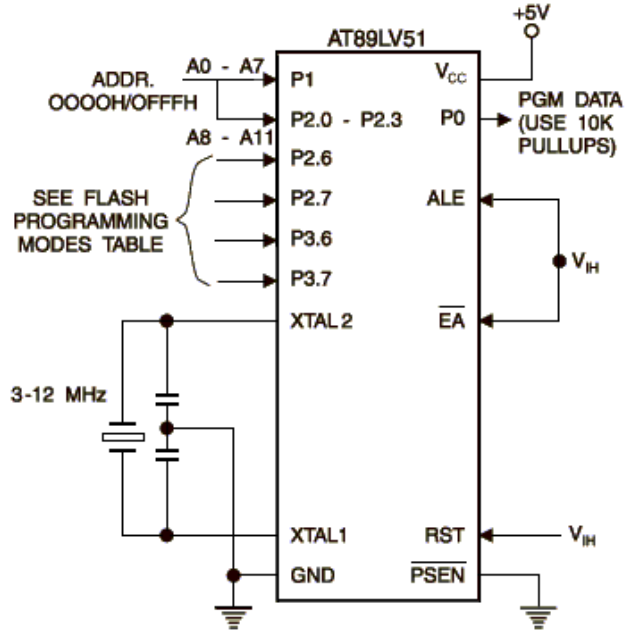 +5V
AT89LV51
A0 - A7
ADDR.
OOOOH/OFFFH
P1
VCC
P2.0 - P2.3
P0
PGM DATA
(USE 10K
PULLUPS)
A8 - A11
P2.6
SEE FLASH
PROGRAMMING
MODES TABLE
P2.7
ALE
P3.6
VIH
P3.7
XTAL2
EA
3-12 MHz
XTAL1
RST
VIH
GND
PSEN